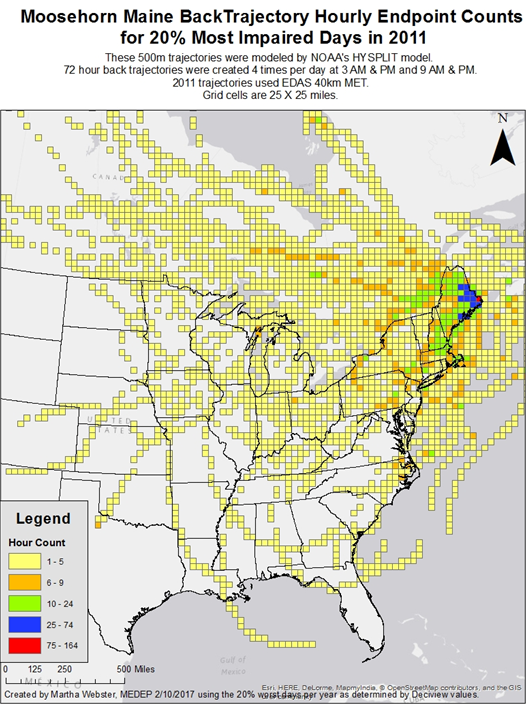 Moosehorn Maine BackTrajectory Hourly Endpoint Counts
for 20% Most Impaired Days in 2011
These 500m trajectories were modeled by NOAA's HYSPLIT model.
72 hour back trajectories were created 4 times per day at 3 AM & PM and 9 AM & PM.
2011 trajectories used EDAS 40km MET.
Grid cells are 25 X 25 miles.
N
CANADA
UNITED
STATES
Legend
Hour Count
1 - 5
6 - 9
10 - 24
25 - 74
75 - 164
0 125 250 500 Miles
Gulf of
Mexico
MEXICO
Esri, HERE, DeLorme, MapmyIndia, © OpenStreetMap contributors, and the GIS
Created by Martha Webster, MEDEP 2/10/2017 using the 20% worst days per year as determined by Deciview values.